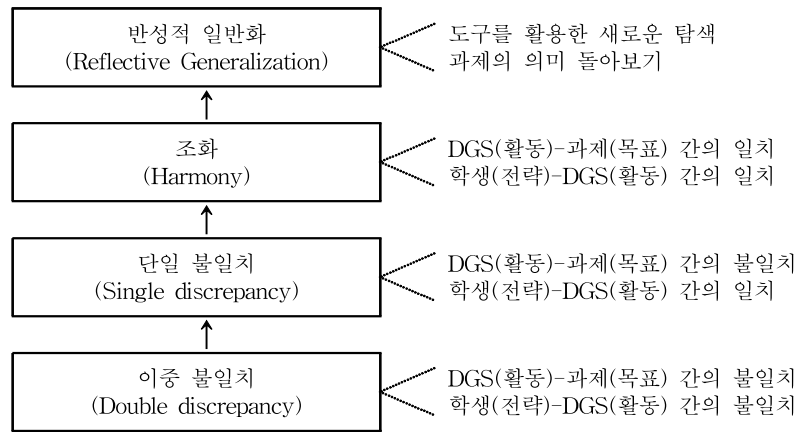 반성적 일반화
(Reflective Generalization)
도구를 활용한 새로운 탐색
과제의 의미 돌아보기
조화
(Harmony)
DGS(활동)-과제(목표) 간의 일치
학생(전략)-DGS(활동) 간의 일치
단일 불일치
(Single discrepancy)
DGS(활동)-과제(목표) 간의 불일치
학생(전략)-DGS(활동) 간의 일치
이중 불일치
(Double discrepancy)
DGS(활동)-과제(목표) 간의 불일치
학생(전략)-DGS(활동) 간의 불일치